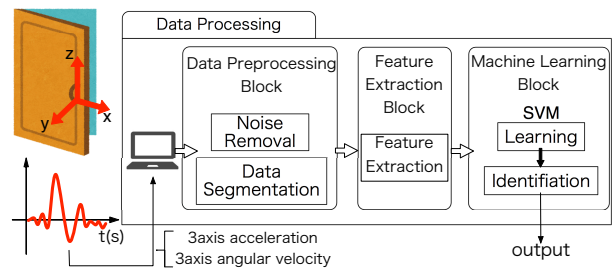 Data Processing
z
x
y
t(s)
Data Preprocessing
Block
Noise
Removal
Data
Segmentation
Feature
Extraction
Block
Feature
Extraction
Machine Learning
Block
SVM
Learning
Identifiation
output
3axis acceleration
3axis angular velocity